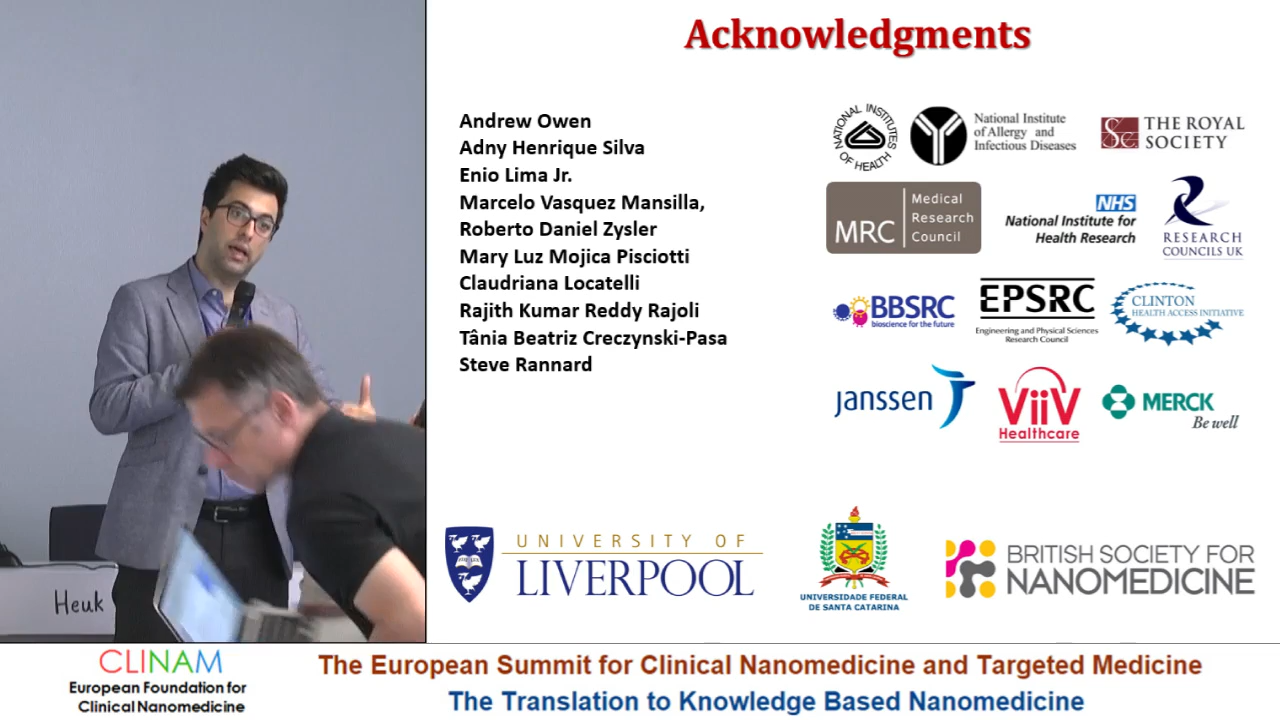 Acknowledgments
Andrew Owen
Adny Henrique Silva
Enio Lima Jr.
Marcelo Vasquez Mansilla,
Roberto Daniel Zysler
Mary Luz Mojica Pisciotti
Claudriana Locatelli
Rajith Kumar Reddy Rajoli
Tânia Beatriz Creczynski-Pasa
Steve Rannard
NATIONAL INSTITUTES
OF HEALTH
National Institute
of Allergy and
Infectious Diseases
THE ROYAL
SOCIETY
MRC
Medical
Research
Council
NHS
National Institute for
Health Research
RESEARCH
COUNCILS UK
BBSRC
bioscience for the future
EPSRC
Engineering and Physical Sciences
Research Council
CLINTON
HEALTH ACCESS INITIATIVE
janssen
ViiV
Healthcare
MERCK
Be well
UNIVERSITY OF
LIVERPOOL
UNIVERSIDADE FEDERAL
DE SANTA CATARINA
BRITISH SOCIETY FOR
NANOMEDICINE
Heuk
CLINAM
European Foundation for
Clinical Nanomedicine
The European Summit for Clinical Nanomedicine and Targeted Medicine
The Translation to Knowledge Based Nanomedicine